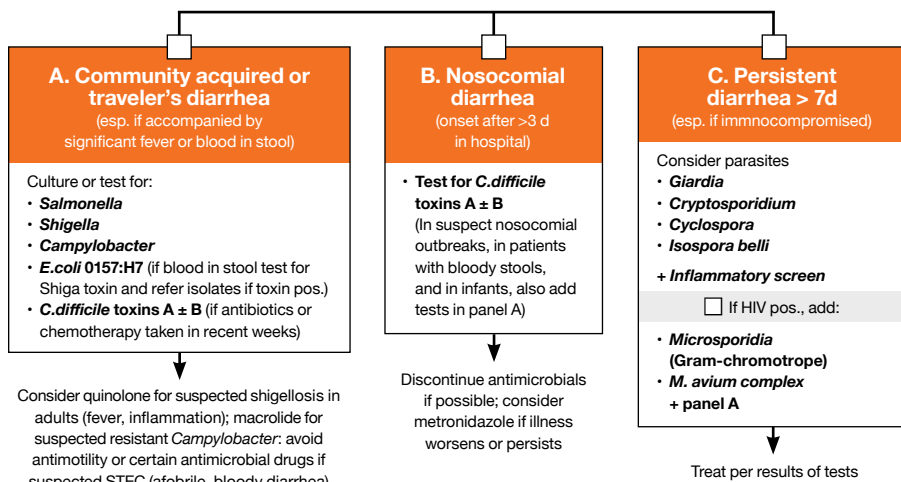 A. Community acquired or
traveler's diarrhea
(esp. if accompanied by
significant fever or blood in stool)
Culture or test for:
• Salmonella
• Shigella
• Campylobacter
• E.coli 0157:H7 (if blood in stool test for
Shiga toxin and refer isolates if toxin pos.)
• C.difficile toxins A ± B (if antibiotics
or chemotherapy taken in recent weeks)
Consider quinolone for suspected shigellosis in
adults (fever, inflammation); macrolide for
suspected resistant Campylobacter: avoid
antimotility or certain antimicrobial drugs if
suspected STEC (afebrile, bloody diarrhea)
B. Nosocomial
diarrhea
(onset after >3 d
in hospital)
• Test for C.difficile
toxins A ± B
(In suspect nosocomial
outbreaks, in patients
with bloody stools,
and in infants, also add
tests in panel A)
Discontinue antimicrobials
if possible; consider
metronidazole if illness
worsens or persists
C. Persistent
diarrhea > 7d
(esp. if immnocompromised)
Consider parasites
• Giardia
• Cryptosporidium
• Cyclospora
• Isospora belli
+ Inflammatory screen
If HIV pos., add:
• Microsporidia
(Gram-chromotrope)
• M. avium complex
+ panel A
Treat per results of tests